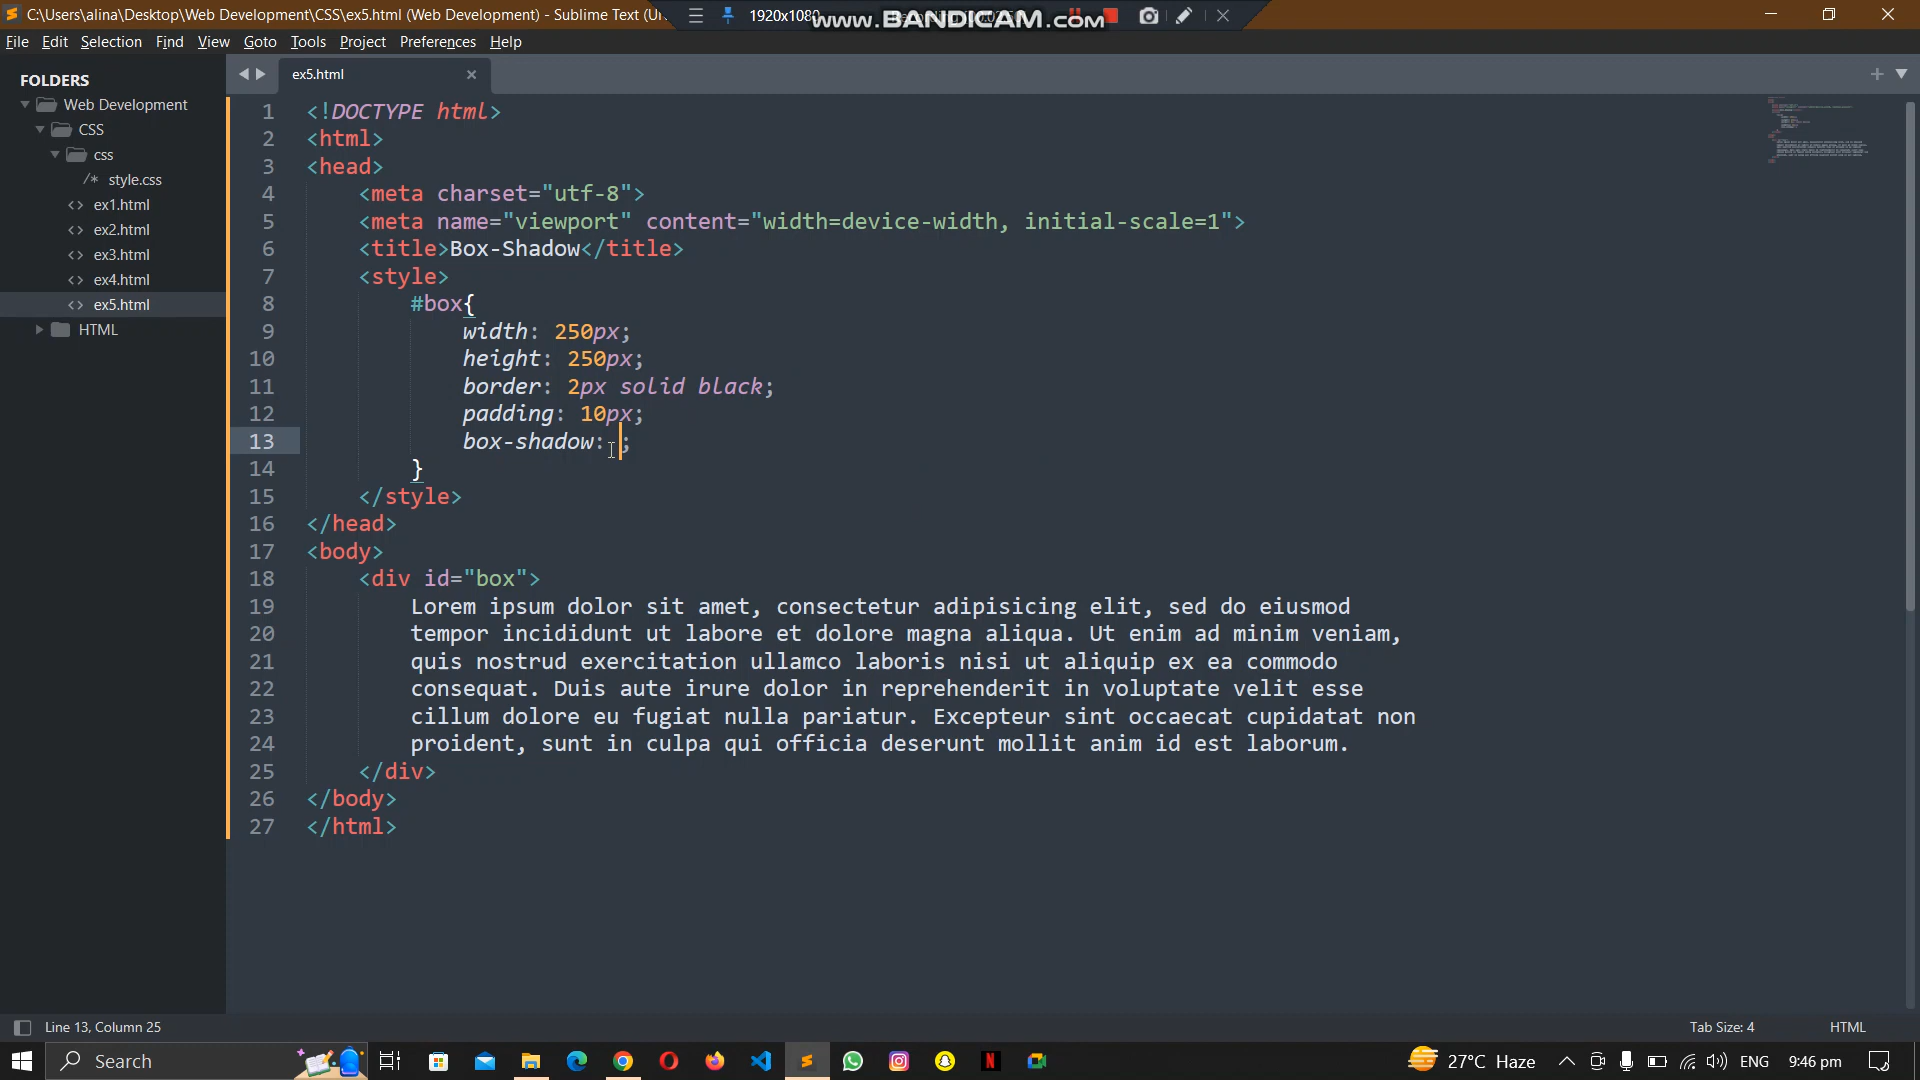 C:\Users\alina\Desktop\Web Development\CSS\ex5.html (Web Development) - Sublime Text
1920x1080
www.BANDICAM.com
File Edit Selection Find View Goto Tools Project Preferences Help
FOLDERS
Web Development
CSS
css
/* style.css
<> ex1.html
<> ex2.html
<> ex3.html
<> ex4.html
<> ex5.html
HTML
ex5.html
1 <!DOCTYPE html>
2 <html>
3 <head>
4 <meta charset="utf-8">
5 <meta name="viewport" content="width=device-width, initial-scale=1">
6 <title>Box-Shadow</title>
7 <style>
8 #box{
9 width: 250px;
10 height: 250px;
11 border: 2px solid black;
12 padding: 10px;
13 box-shadow: ;
14 }
15 </style>
16 </head>
17 <body>
18 <div id="box">
19 Lorem ipsum dolor sit amet, consectetur adipisicing elit, sed do eiusmod
20 tempor incididunt ut labore et dolore magna aliqua. Ut enim ad minim veniam,
21 quis nostrud exercitation ullamco laboris nisi ut aliquip ex ea commodo
22 consequat. Duis aute irure dolor in reprehenderit in voluptate velit esse
23 cillum dolore eu fugiat nulla pariatur. Excepteur sint occaecat cupidatat non
24 proident, sunt in culpa qui officia deserunt mollit anim id est laborum.
25 </div>
26 </body>
27 </html>
Line 13, Column 25
Tab Size: 4
HTML
Search
27°C Haze
ENG
9:46 pm